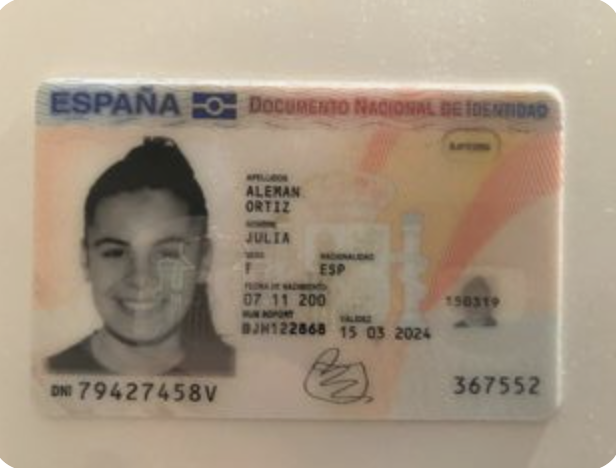 ESPAÑA DOCUMENTO NACIONAL DE IDENTIDAD
APELLIDOS
ALEMAN
ORTIZ
NOMBRE
JULIA
SEXO NACIONALIDAD
F ESP
FECHA DE NACIMIENTO
07 11 200
150319
NUM SOPORT VALIDEZ
BJH122868 15 03 2024
DNI 79427458V
367552